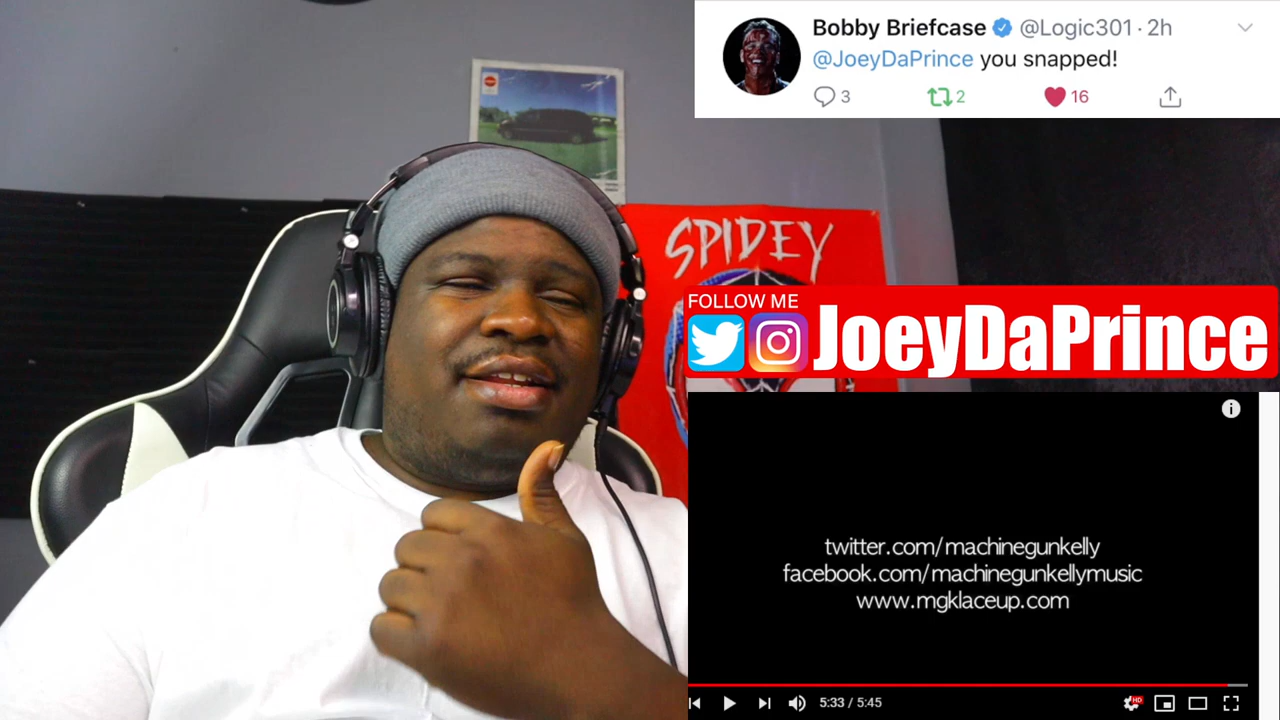 Bobby Briefcase @Logic301 · 2h
@JoeyDaPrince you snapped!
3 2 16
SPIDEY
FOLLOW ME
JoeyDaPrince
twitter.com/machinegunkelly
facebook.com/machinegunkellymusic
www.mgklaceup.com
5:33 / 5:45
HD